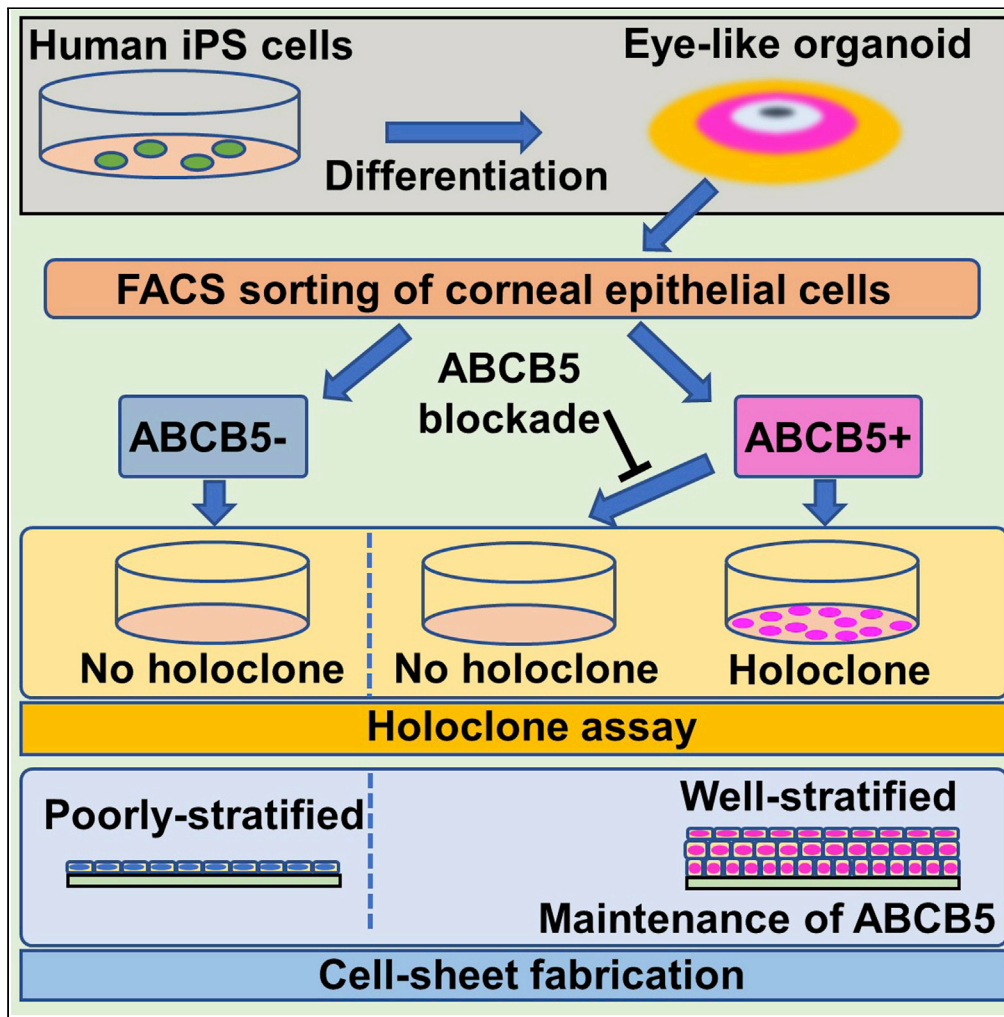 Human iPS cells
Eye-like organoid
Differentiation
FACS sorting of corneal epithelial cells
ABCB5
blockade
ABCB5-
ABCB5+
No holoclone
No holoclone
Holoclone
Holoclone assay
Poorly-stratified
Well-stratified
Maintenance of ABCB5
Cell-sheet fabrication